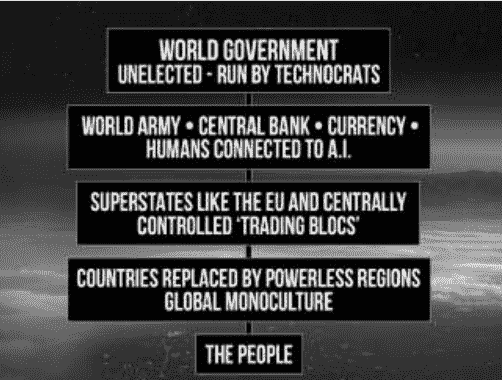 WORLD GOVERNMENT
UNELECTED - RUN BY TECHNOCRATS
WORLD ARMY • CENTRAL BANK • CURRENCY •
HUMANS CONNECTED TO A.I.
SUPERSTATES LIKE THE EU AND CENTRALLY
CONTROLLED 'TRADING BLOCS'
COUNTRIES REPLACED BY POWERLESS REGIONS
GLOBAL MONOCULTURE
THE PEOPLE